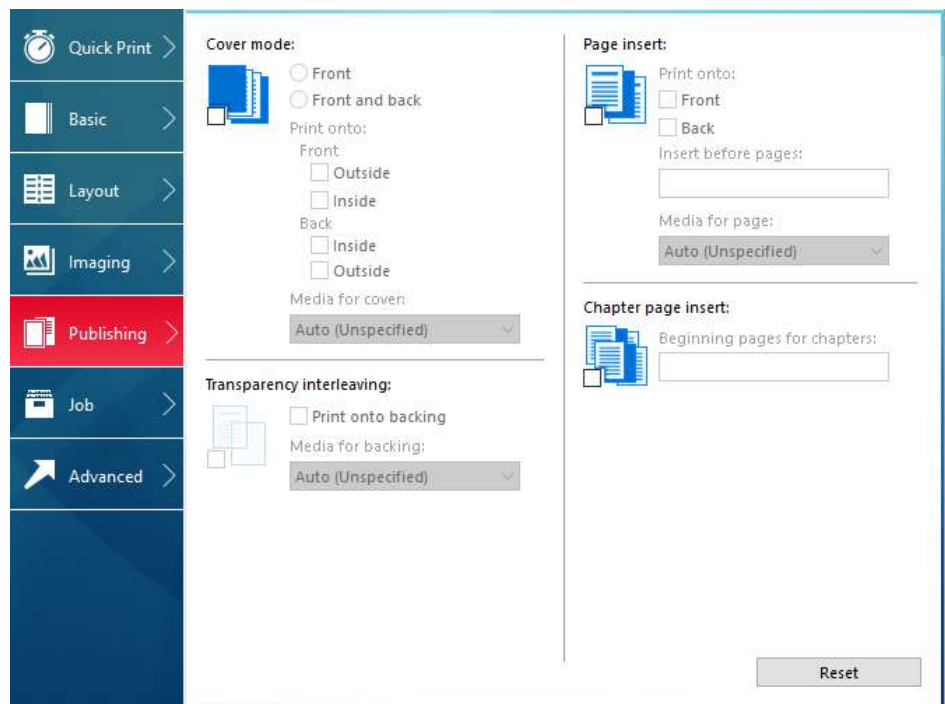 Quick Print
Basic
Layout
Imaging
Publishing
Job
Advanced
Cover mode:
Front
Front and back
Print onto:
Front
Outside
Inside
Back
Inside
Outside
Media for cover:
Auto (Unspecified)
Transparency interleaving:
Print onto backing
Media for backing:
Auto (Unspecified)
Page insert:
Print onto:
Front
Back
Insert before pages:
Media for page:
Auto (Unspecified)
Chapter page insert:
Beginning pages for chapters:
Reset